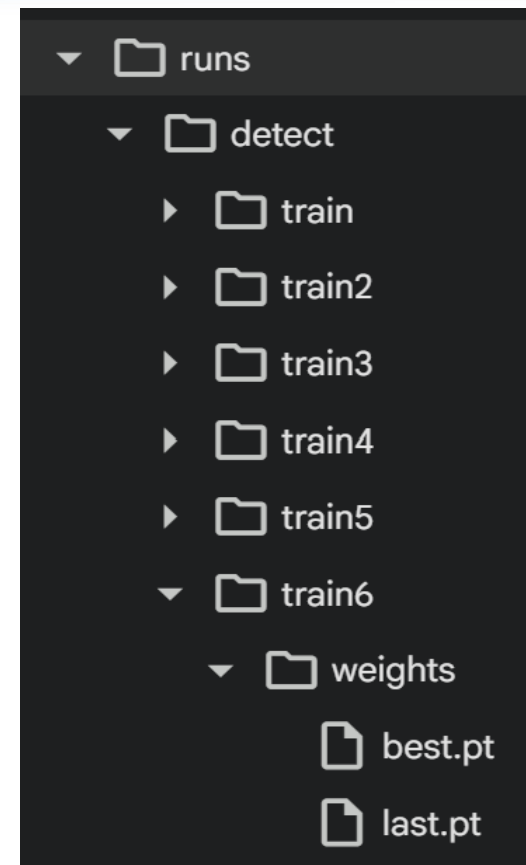 runs
detect
train
train2
train3
train4
train5
train6
weights
best.pt
last.pt